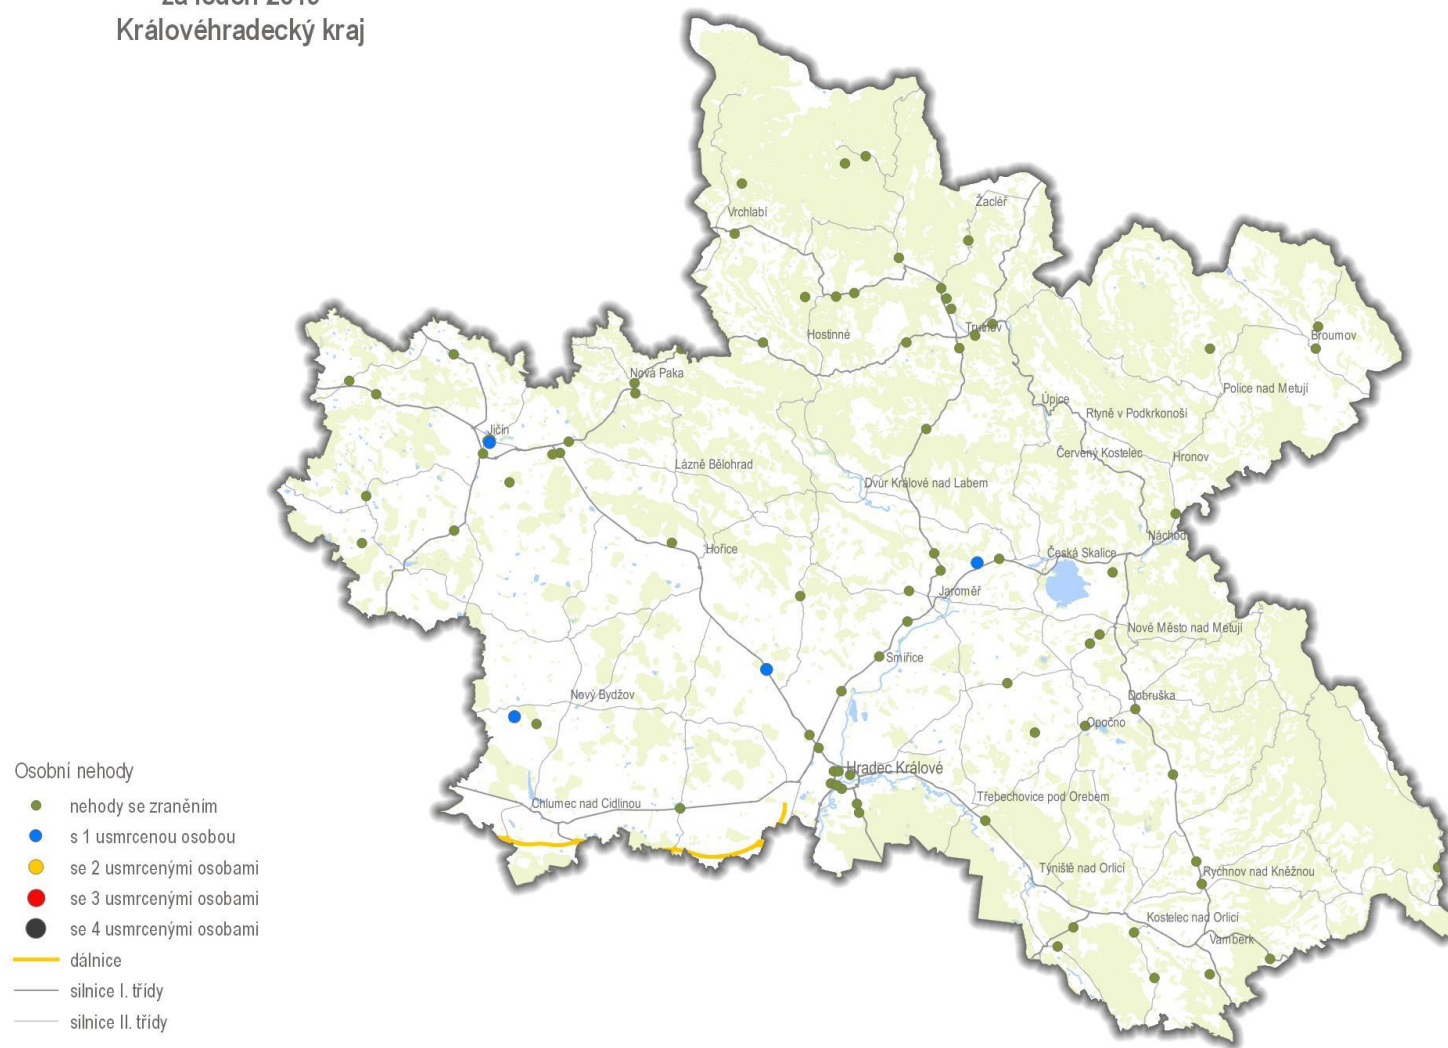 Královéhradecký kraj
Žacléř
Vrchlabí
Hostinné
Trutnov
Broumov
Nová Paka
Police nad Metují
Úpice
Rtyně v Podkrkonoší
Jičín
Červený Kostelec
Hronov
Lázně Bělohrad
Dvůr Králové nad Labem
Náchod
Hořice
Česká Skalice
Jaroměř
Nové Město nad Metují
Smiřice
Nový Bydžov
Dobruška
Opočno
Hradec Králové
Chlumec nad Cidlinou
Třebechovice pod Orebem
Týniště nad Orlicí
Rychnov nad Kněžnou
Kostelec nad Orlicí
Vamberk
Osobní nehody
nehody se zraněním
s 1 usmrcenou osobou
se 2 usmrcenými osobami
se 3 usmrcenými osobami
se 4 usmrcenými osobami
dálnice
silnice I. třídy
silnice II. třídy